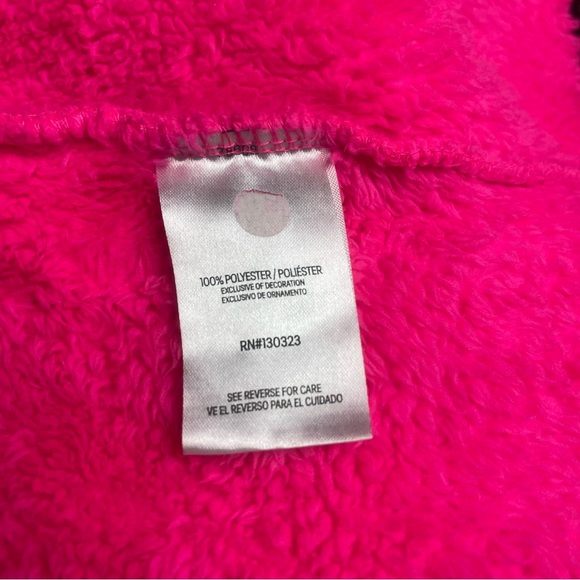 100% POLYESTER / POLIÉSTER
EXCLUSIVE OF DECORATION
EXCLUSIVO DE ORNAMENTO
RN#130323
SEE REVERSE FOR CARE
VE EL REVERSO PARA EL CUIDADO